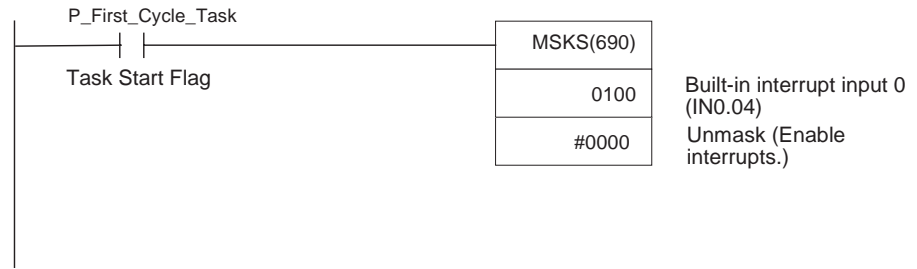 P_First_Cycle_Task
MSKS(690)
Task Start Flag
0100
Built-in interrupt input 0
(IN0.04)
#0000
Unmask (Enable
interrupts.)